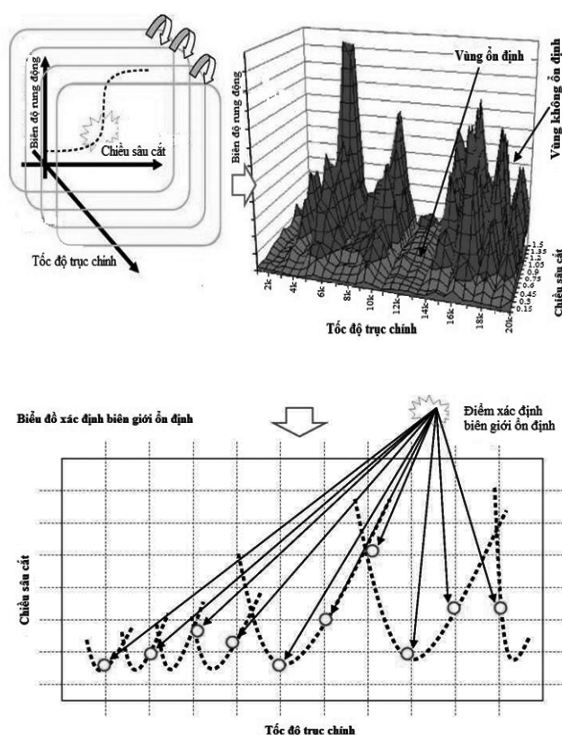 Biên độ rung động
Chiều sâu cắt
Tốc độ trục chính
Biên độ rung động
Vùng ổn định
Vùng không ổn định
2k
4k
6k
8k
10k
12k
14k
16k
18k
20k
1.5
1.35
1.2
1.05
0.9
0.75
0.6
0.45
0.3
0.15
Chiều sâu cắt
Tốc độ trục chính
Biểu đồ xác định biên giới ổn định
Điểm xác định
biên giới ổn định
Chiều sâu cắt
Tốc độ trục chính